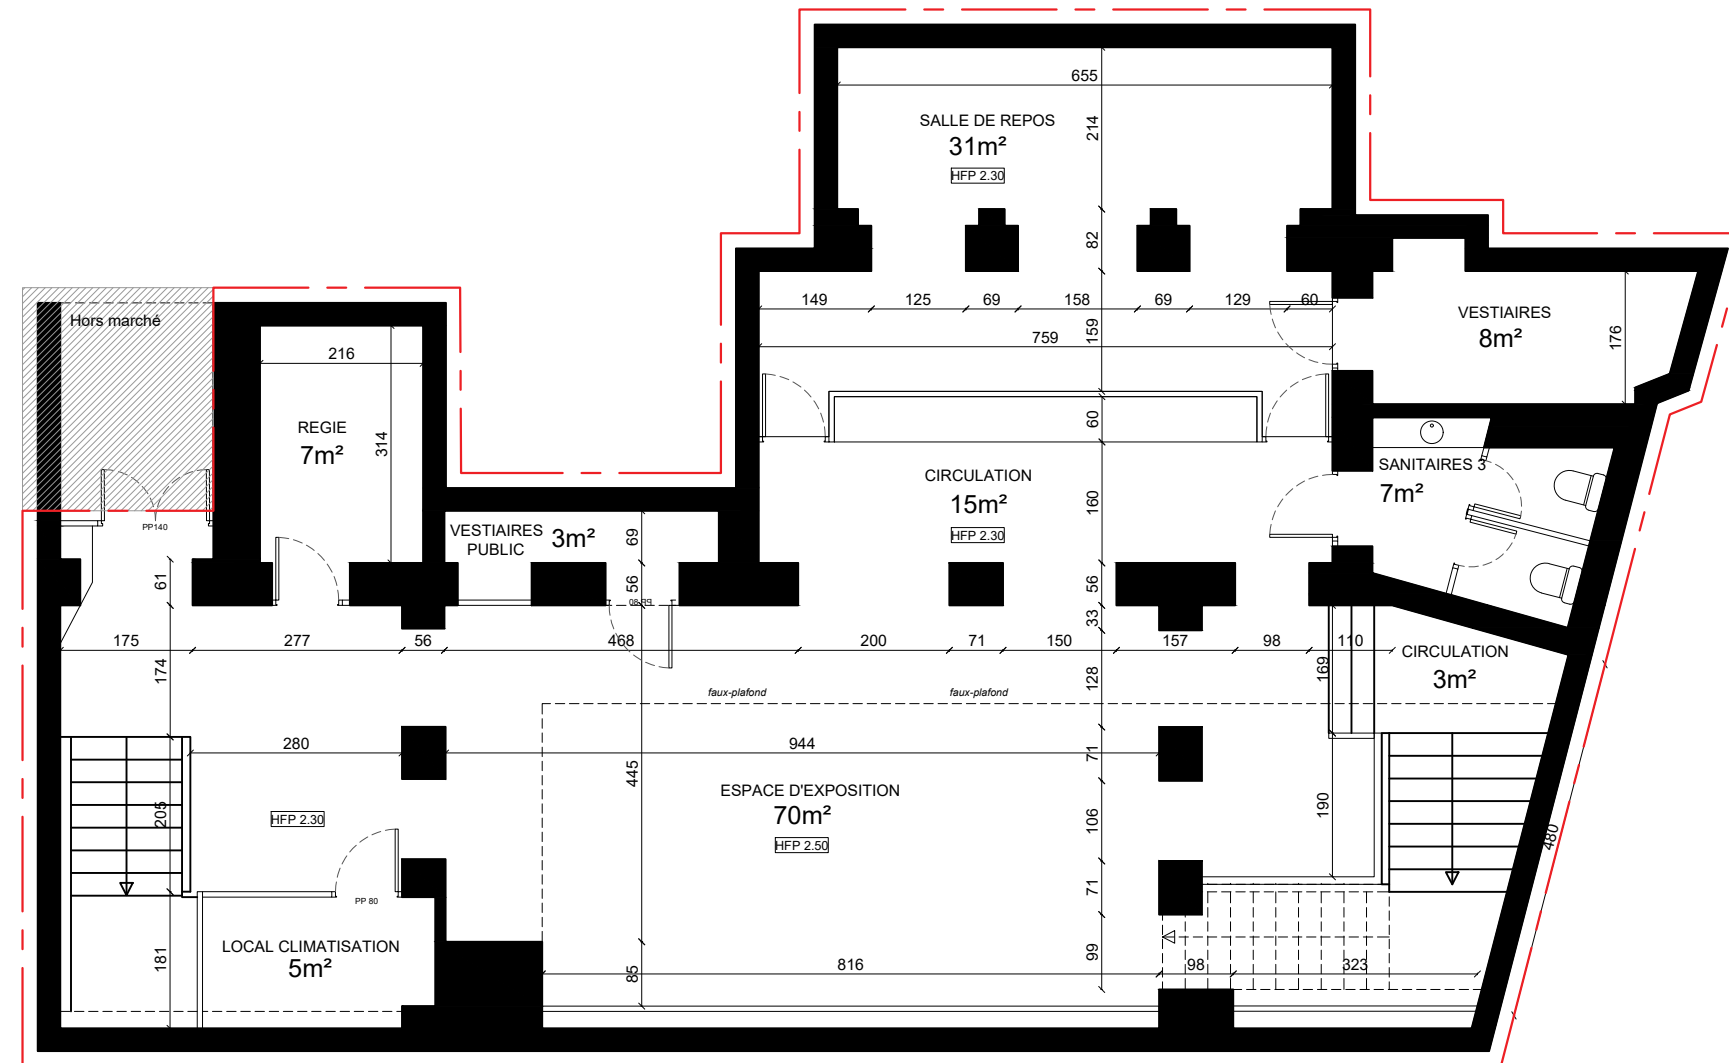 655
SALLE DE REPOS
31m²
HFP 2.30
214
82
Hors marché
149
125
69
158
69
129
60
159
759
VESTIAIRES
8m²
176
216
REGIE
7m²
314
60
CIRCULATION
15m²
HFP 2.30
160
SANITAIRES 3
7m²
PP140
VESTIAIRES
PUBLIC
3m²
69
56
PP 80
61
56
33
175
277
56
468
200
71
150
157
98
110
CIRCULATION
3m²
169
174
128
faux-plafond
faux-plafond
280
944
71
445
ESPACE D'EXPOSITION
70m²
HFP 2.50
205
HFP 2.30
106
190
480
71
PP 80
LOCAL CLIMATISATION
5m²
181
85
816
99
98
323